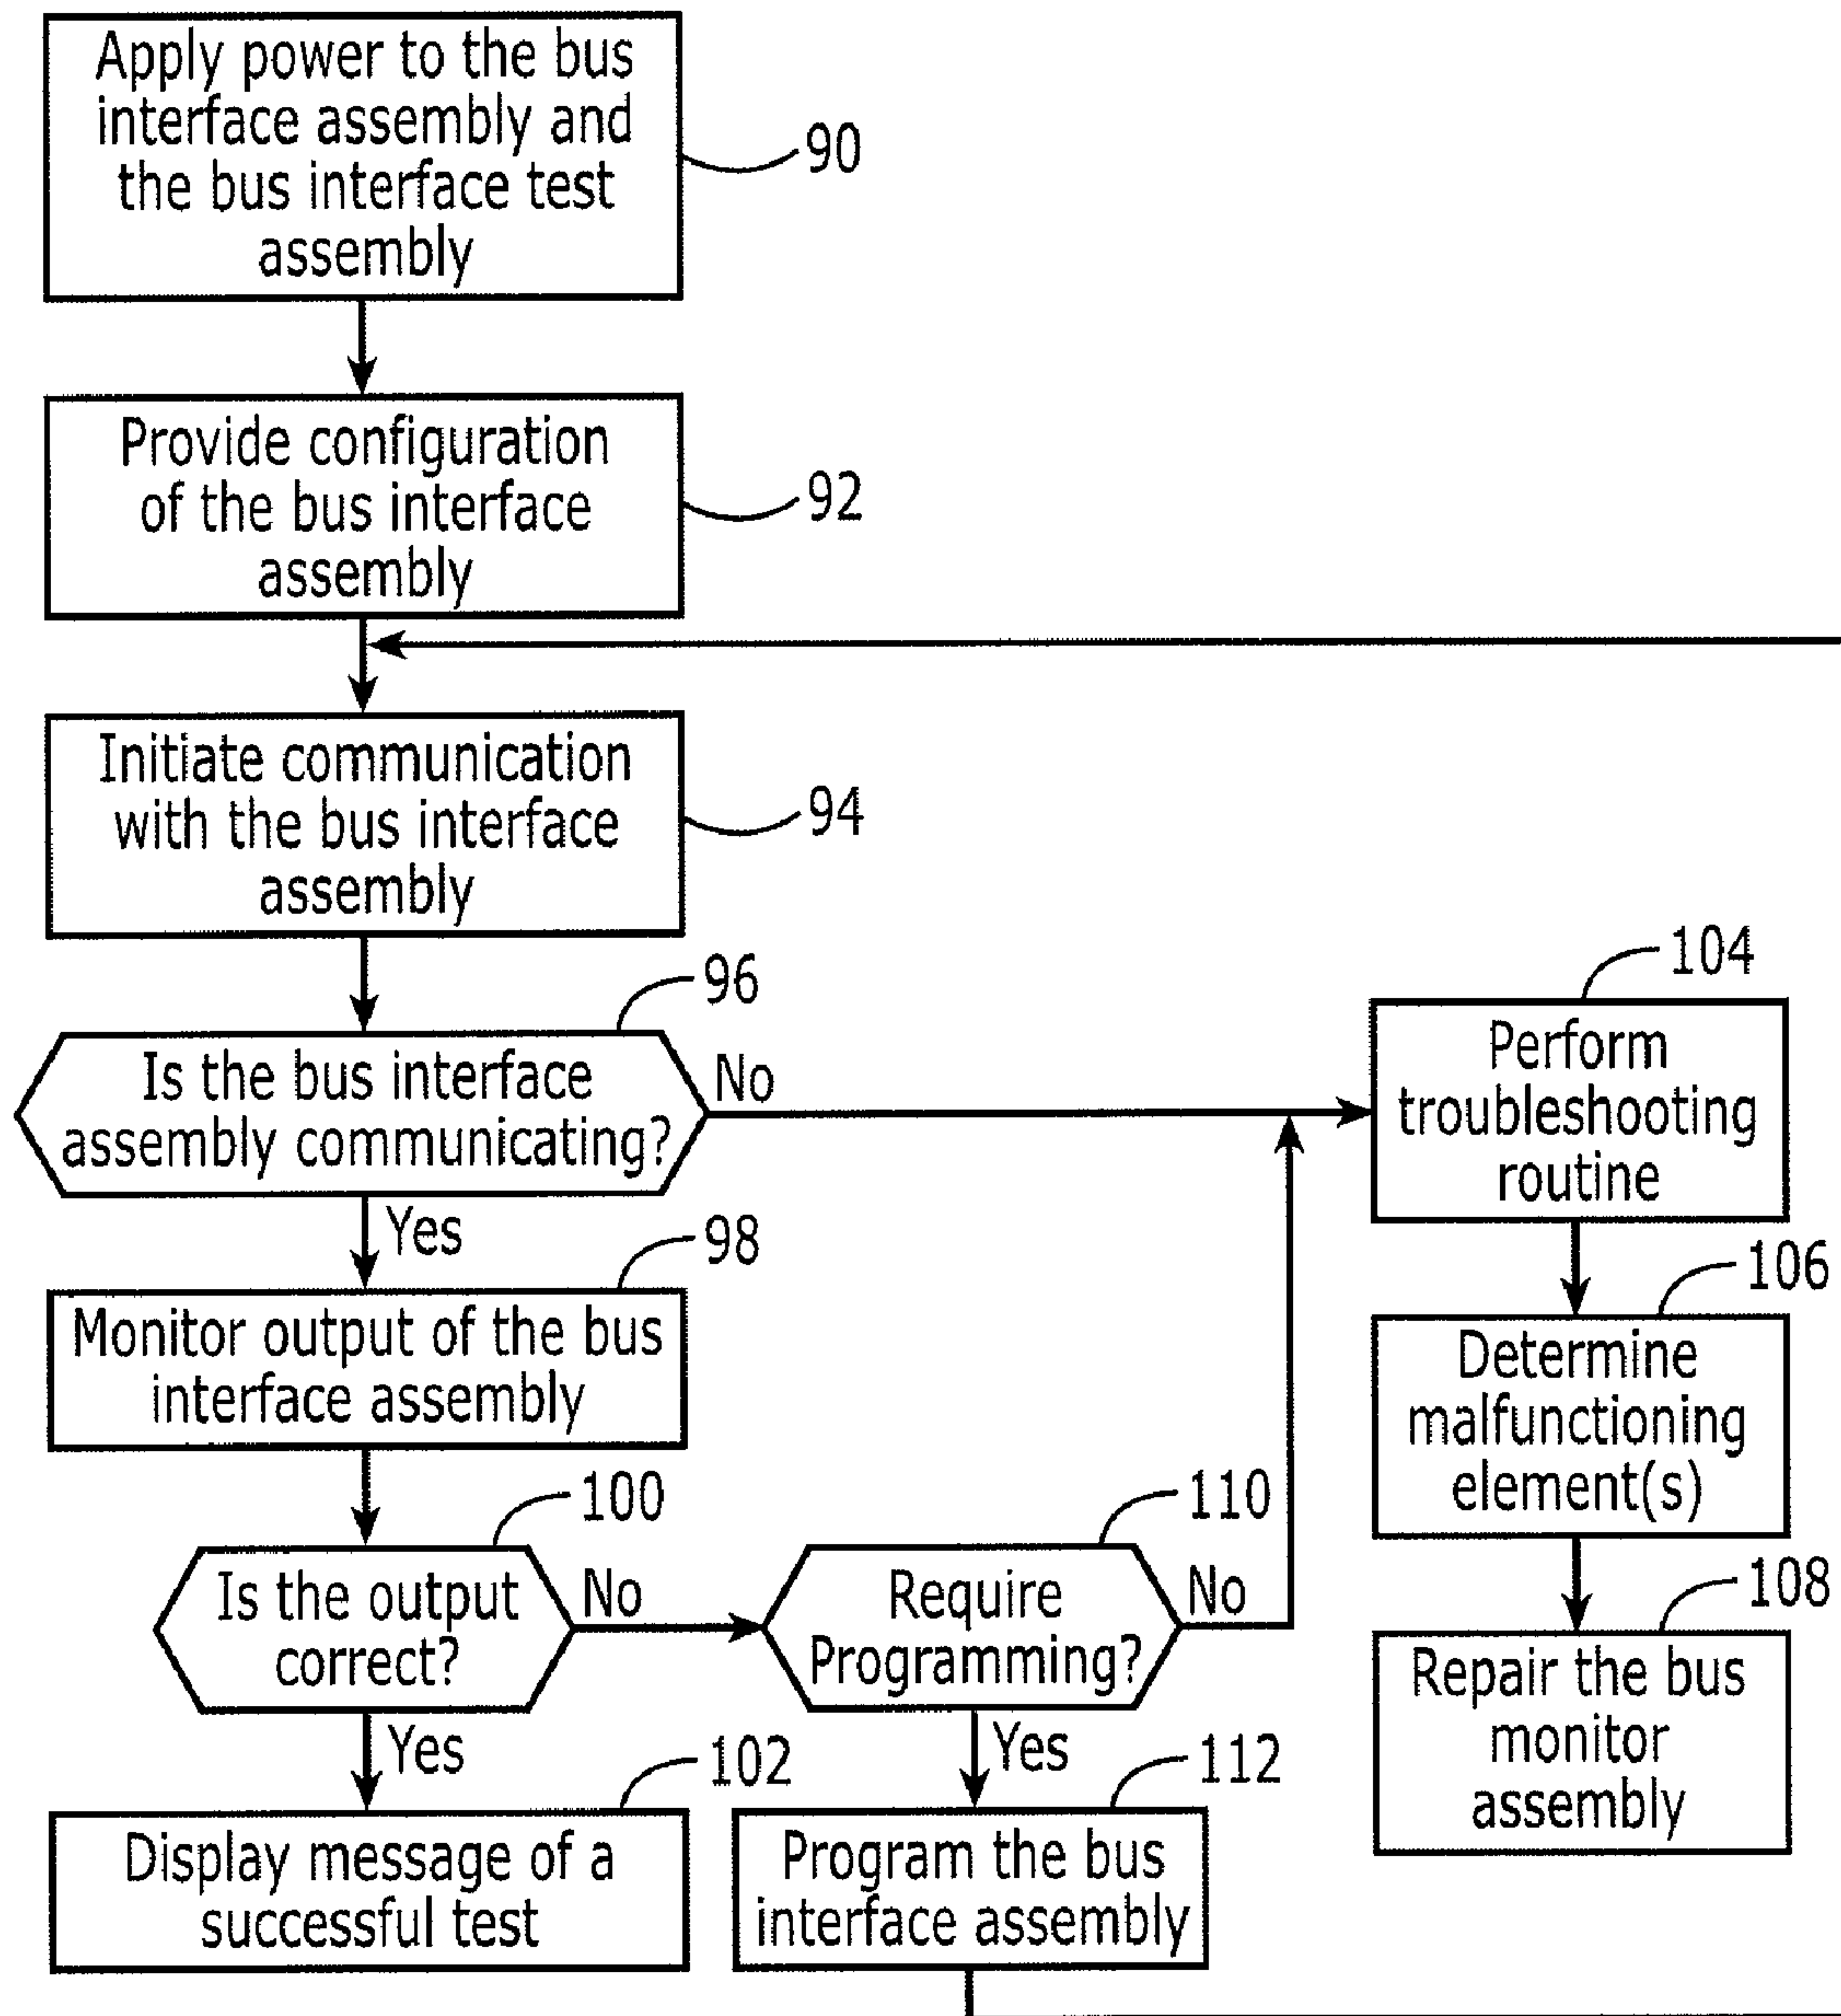 Apply power to the bus
interface assembly and
the bus interface test
assembly
90
Provide configuration
of the bus interface
assembly
92
Initiate communication
with the bus interface
assembly
94
96
Is the bus interface
assembly communicating?
No
Yes
104
Perform
troubleshooting
routine
98
Monitor output of the bus
interface assembly
106
Determine
malfunctioning
element(s)
100
Is the output
correct?
No
Yes
110
Require
Programming?
No
Yes
108
Repair the bus
monitor
assembly
102
Display message of a
successful test
112
Program the bus
interface assembly